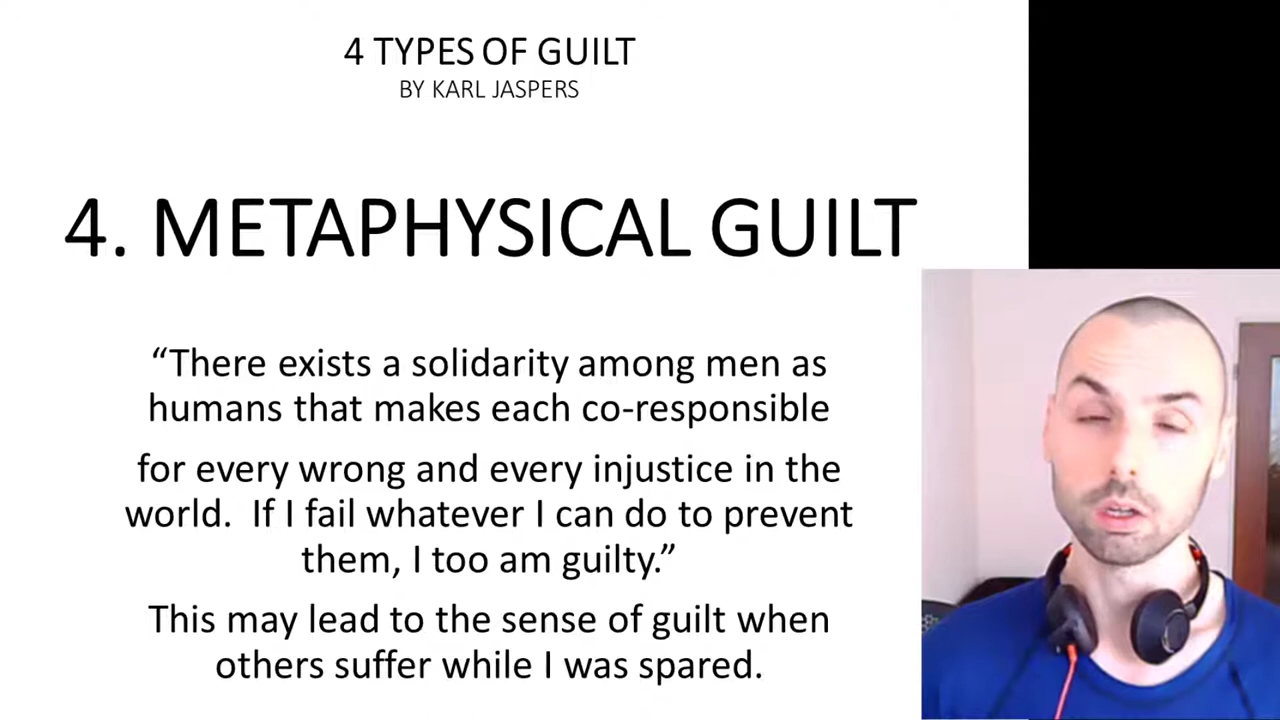 4 TYPES OF GUILT
BY KARL JASPERS
4. METAPHYSICAL GUILT
“There exists a solidarity among men as
humans that makes each co-responsible
for every wrong and every injustice in the
world.  If I fail whatever I can do to prevent
them, I too am guilty.”
This may lead to the sense of guilt when
others suffer while I was spared.